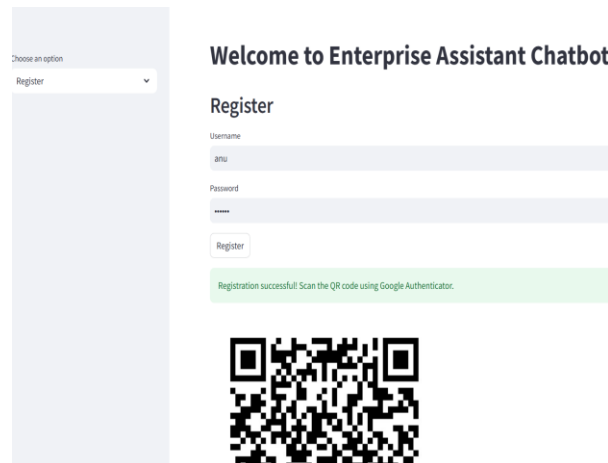 Choose an option
Register
Welcome to Enterprise Assistant Chatbot
Register
Username
anu
Password
••••••
Register
Registration successful! Scan the QR code using Google Authenticator.